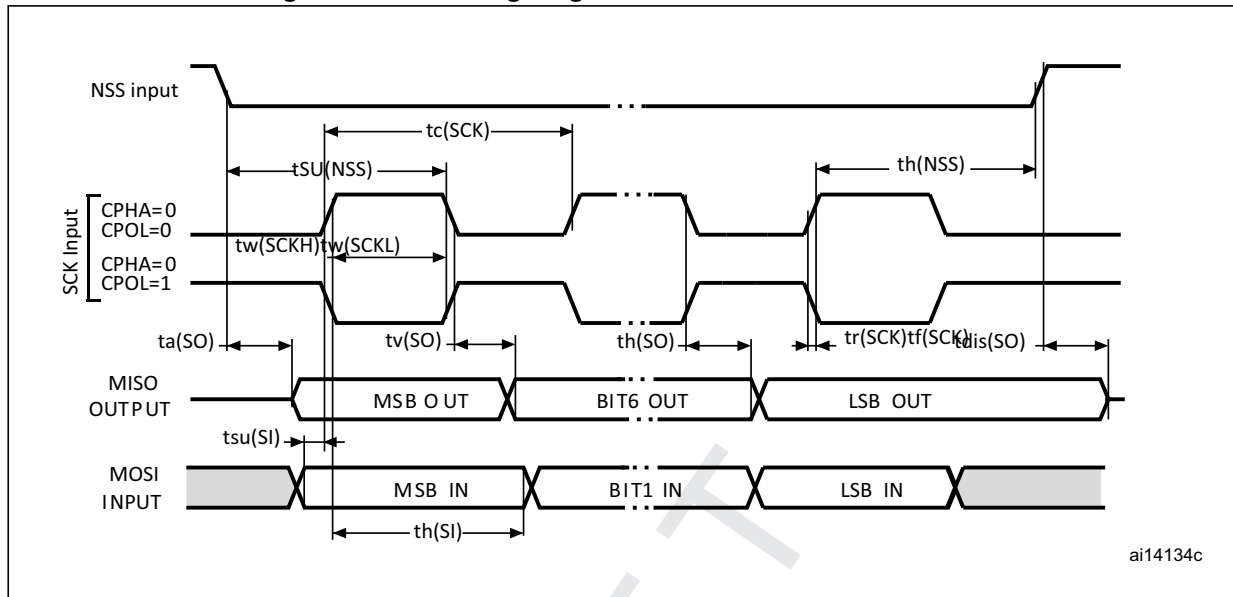 NSS input
tc(SCK)
tSU(NSS)
th(NSS)
SCK Input
CPHA=0
CPOL=0
tw(SCKH)tw(SCKL)
CPHA=0
CPOL=1
ta(SO)
tv(SO)
th(SO)
tr(SCK)tf(SCK)
tdis(SO)
MISO
OUTPUT
MSB OUT
BIT6 OUT
LSB OUT
tsu(SI)
MOSI
INPUT
MSB IN
BIT1 IN
LSB IN
th(SI)
ai14134c